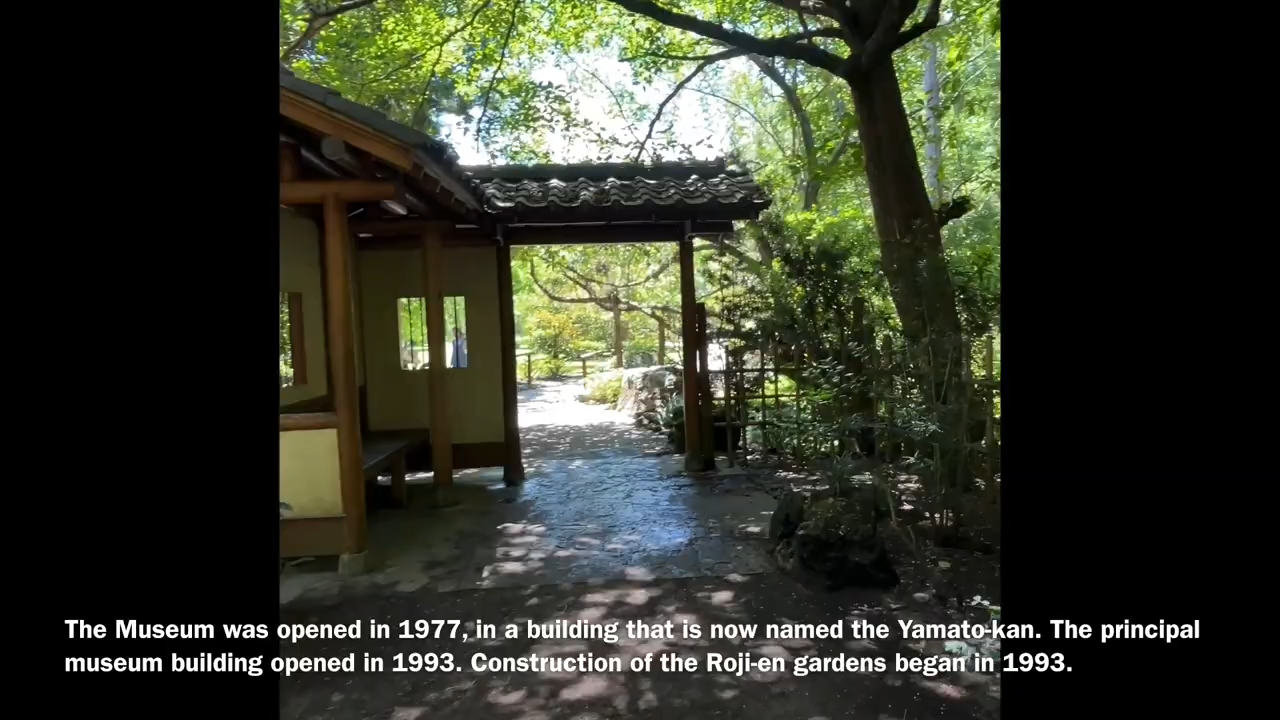 The Museum was opened in 1977, in a building that is now named the Yamato-kan. The principal
museum building opened in 1993. Construction of the Roji-en gardens began in 1993.